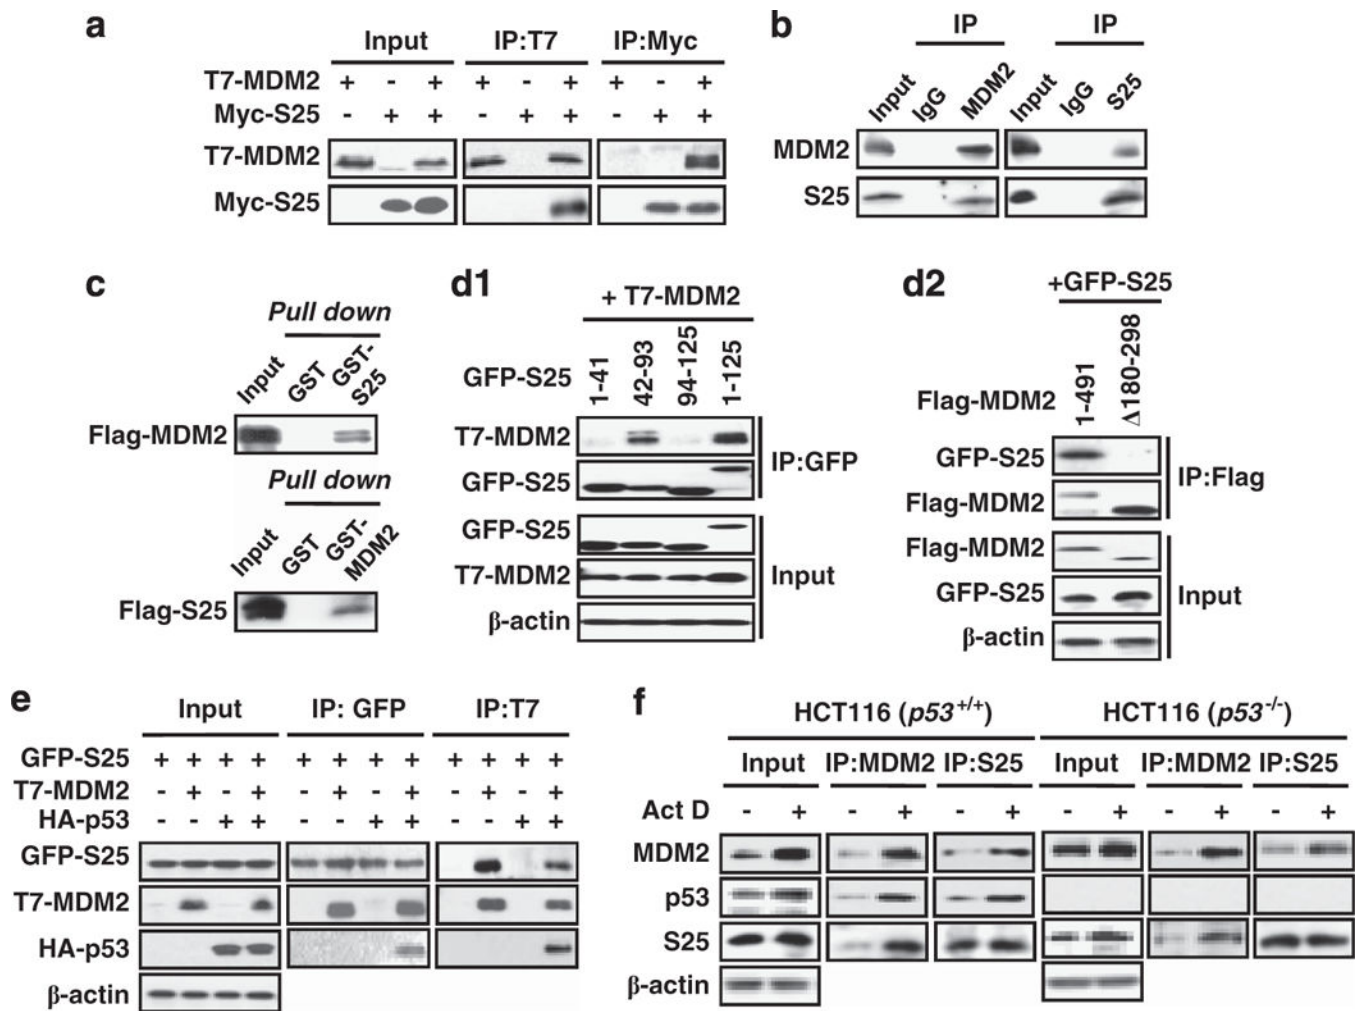 a
Input IP:T7 IP:Myc
T7-MDM2 + - + + - + + - +
Myc-S25 - + + - + + - + +
T7-MDM2
Myc-S25
b
IP IP
Input IgG MDM2 Input IgG S25
MDM2
S25
c
Pull down
Input GST GST-S25
Flag-MDM2
Pull down
Input GST GST-MDM2
Flag-S25
d1
+ T7-MDM2
GFP-S25 1-41 42-93 94-125 1-125
T7-MDM2
GFP-S25
IP:GFP
GFP-S25
T7-MDM2
β-actin
Input
d2
+GFP-S25
Flag-MDM2 1-491 Δ180-298
GFP-S25
Flag-MDM2
IP:Flag
Flag-MDM2
GFP-S25
β-actin
Input
e
Input IP: GFP IP:T7
GFP-S25 + + + + + + + + + + + +
T7-MDM2 - + - + - + - + - + - +
HA-p53 - - + + - - + + - - + +
GFP-S25
T7-MDM2
HA-p53
β-actin
f
HCT116 (p53+/+) HCT116 (p53-/-)
Input IP:MDM2 IP:S25 Input IP:MDM2 IP:S25
Act D - + - + - + - + - + - +
MDM2
p53
S25
β-actin